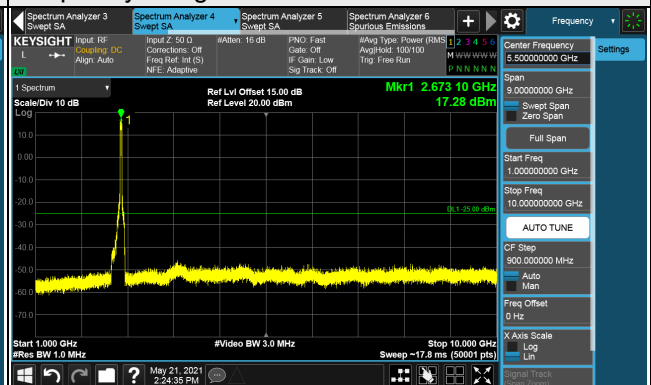 Spectrum Analyzer 3
Swept SA
Spectrum Analyzer 4
Swept SA
Spectrum Analyzer 5
Swept SA
Spectrum Analyzer 6
Spurious Emissions
Frequency
KEYSIGHT
L
LXI
Input: RF
Coupling: DC
Align: Auto
Input Z: 50 Ω
Corrections: Off
Freq Ref: Int (S)
NFE: Adaptive
#Atten: 16 dB
PNO: Fast
Gate: Off
IF Gain: Low
Sig Track: Off
#Avg Type: Power (RMS
Avg|Hold: 100/100
Trig: Free Run
1 2 3 4 5 6
M W W W W W
P N N N N N
1 Spectrum
Scale/Div 10 dB
Log
Ref Lvl Offset 15.00 dB
Ref Level 20.00 dBm
Mkr1 2.673 10 GHz
17.28 dBm
1
10.0
0.00
-10.0
-20.0
-30.0
-40.0
-50.0
-60.0
-70.0
DL1 -25.00 dBm
Start 1.000 GHz
#Res BW 1.0 MHz
#Video BW 3.0 MHz
Stop 10.000 GHz
Sweep ~17.8 ms (50001 pts)
May 21, 2021
2:24:35 PM
Center Frequency
5.500000000 GHz
Settings
Span
9.00000000 GHz
Swept Span
Zero Span
Full Span
Start Freq
1.000000000 GHz
Stop Freq
10.000000000 GHz
AUTO TUNE
CF Step
900.000000 MHz
Auto
Man
Freq Offset
0 Hz
X Axis Scale
Log
Lin
Signal Track
(Span Zoom)